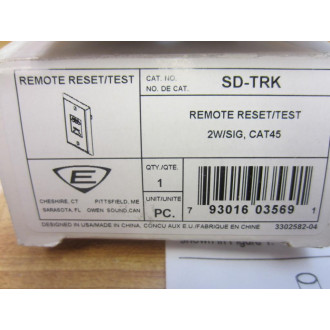 REMOTE RESET/TEST
CAT. NO.
NO. DE CAT.
SD-TRK
REMOTE RESET/TEST
2W/SIG, CAT45
E
CHESHIRE, CT PITTSFIELD, ME
SARASOTA, FL OWEN SOUND, CAN
QTY./QTE.
1
UNIT/UNITE
PC.
7 93016 03569 1
DESIGNED IN USA/MADE IN CHINA, CONCU AUX E.U./FABRIQUE EN CHINE
3302582-04